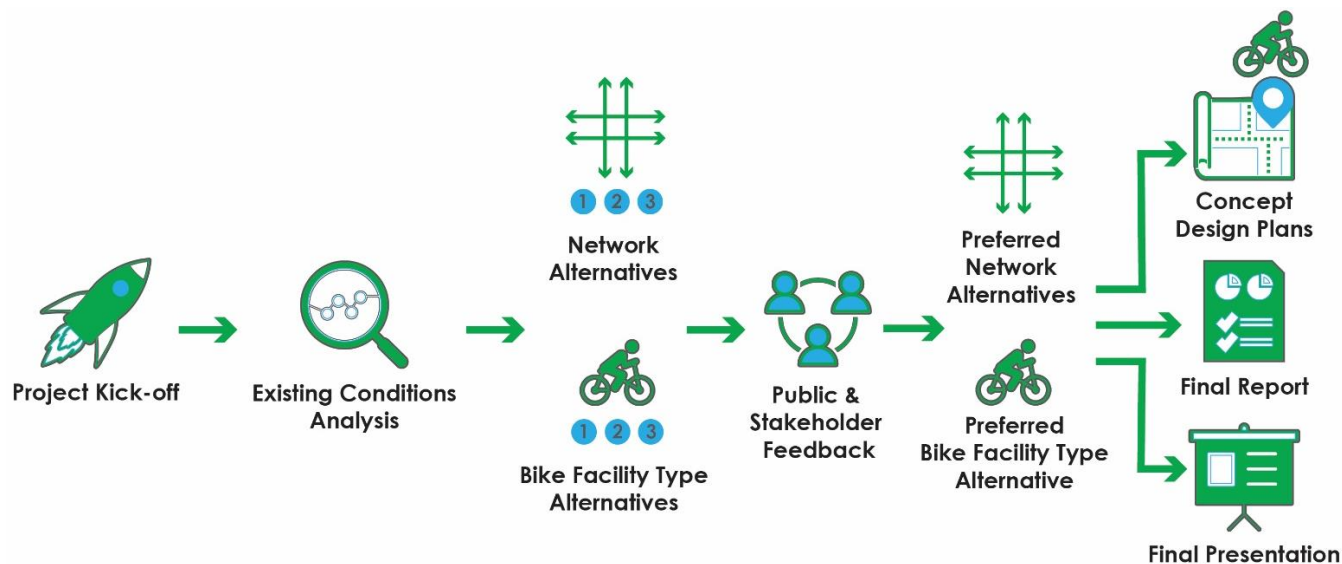 Project Kick-off
Existing Conditions
Analysis
1 2 3
Network
Alternatives
1 2 3
Bike Facility Type
Alternatives
Public &
Stakeholder
Feedback
Preferred
Network
Alternatives
Preferred
Bike Facility Type
Alternative
Concept
Design Plans
Final Report
Final Presentation